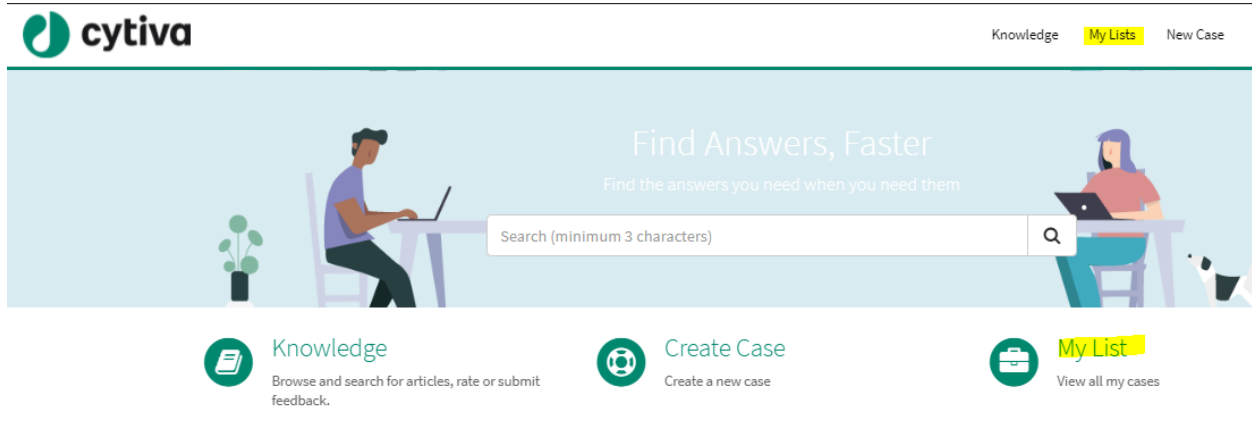 cytiva
Knowledge My Lists New Case
Find Answers, Faster
Find the answers you need when you need them
Search (minimum 3 characters)
Knowledge
Browse and search for articles, rate or submit
feedback.
Create Case
Create a new case
My List
View all my cases